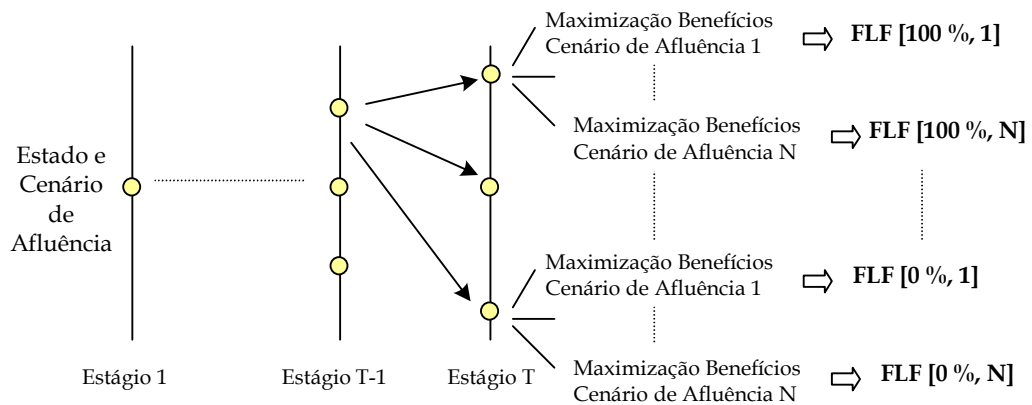 Maximização Benefícios
Cenário de Afluência 1
FLF [100 %, 1]
Maximização Benefícios
Cenário de Afluência N
FLF [100 %, N]
Estado e
Cenário
de
Afluência
Maximização Benefícios
Cenário de Afluência 1
FLF [0 %, 1]
Maximização Benefícios
Cenário de Afluência N
FLF [0 %, N]
Estágio 1
Estágio T-1
Estágio T